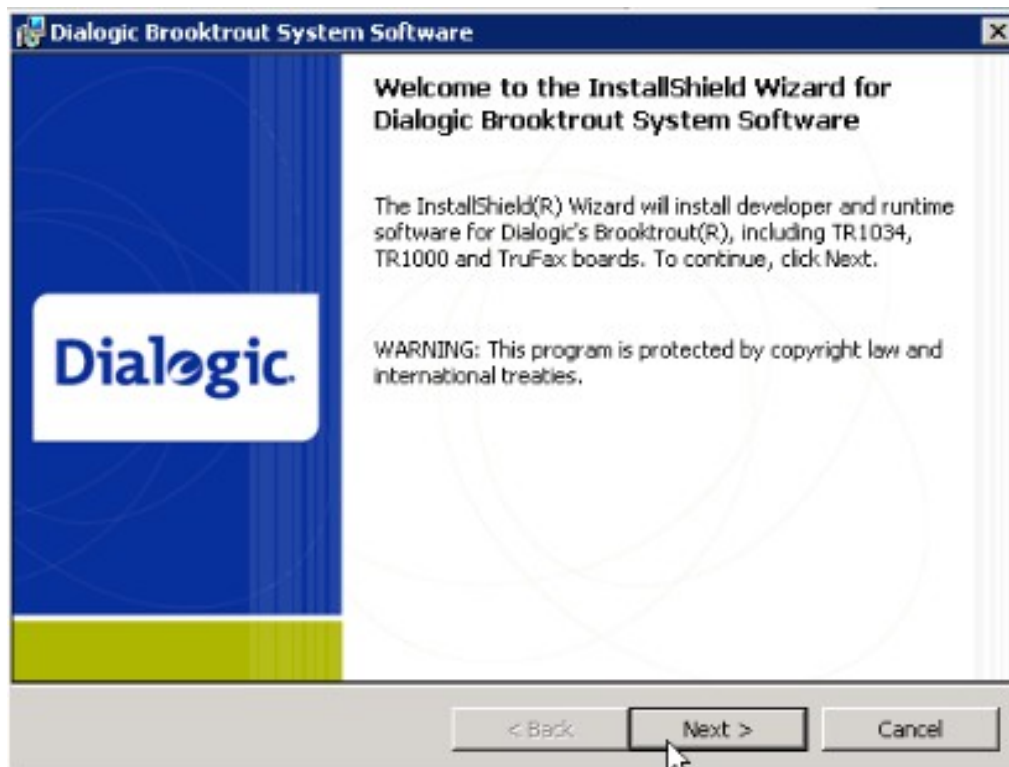 Dialogic Brooktrout System Software
Welcome to the InstallShield Wizard for
Dialogic Brooktrout System Software
The InstallShield(R) Wizard will install developer and runtime
software for Dialogic's Brooktrout(R), including TR1034,
TR1000 and TruFax boards. To continue, click Next.
Dialogic.
WARNING: This program is protected by copyright law and
international treaties.
< Back
Next >
Cancel